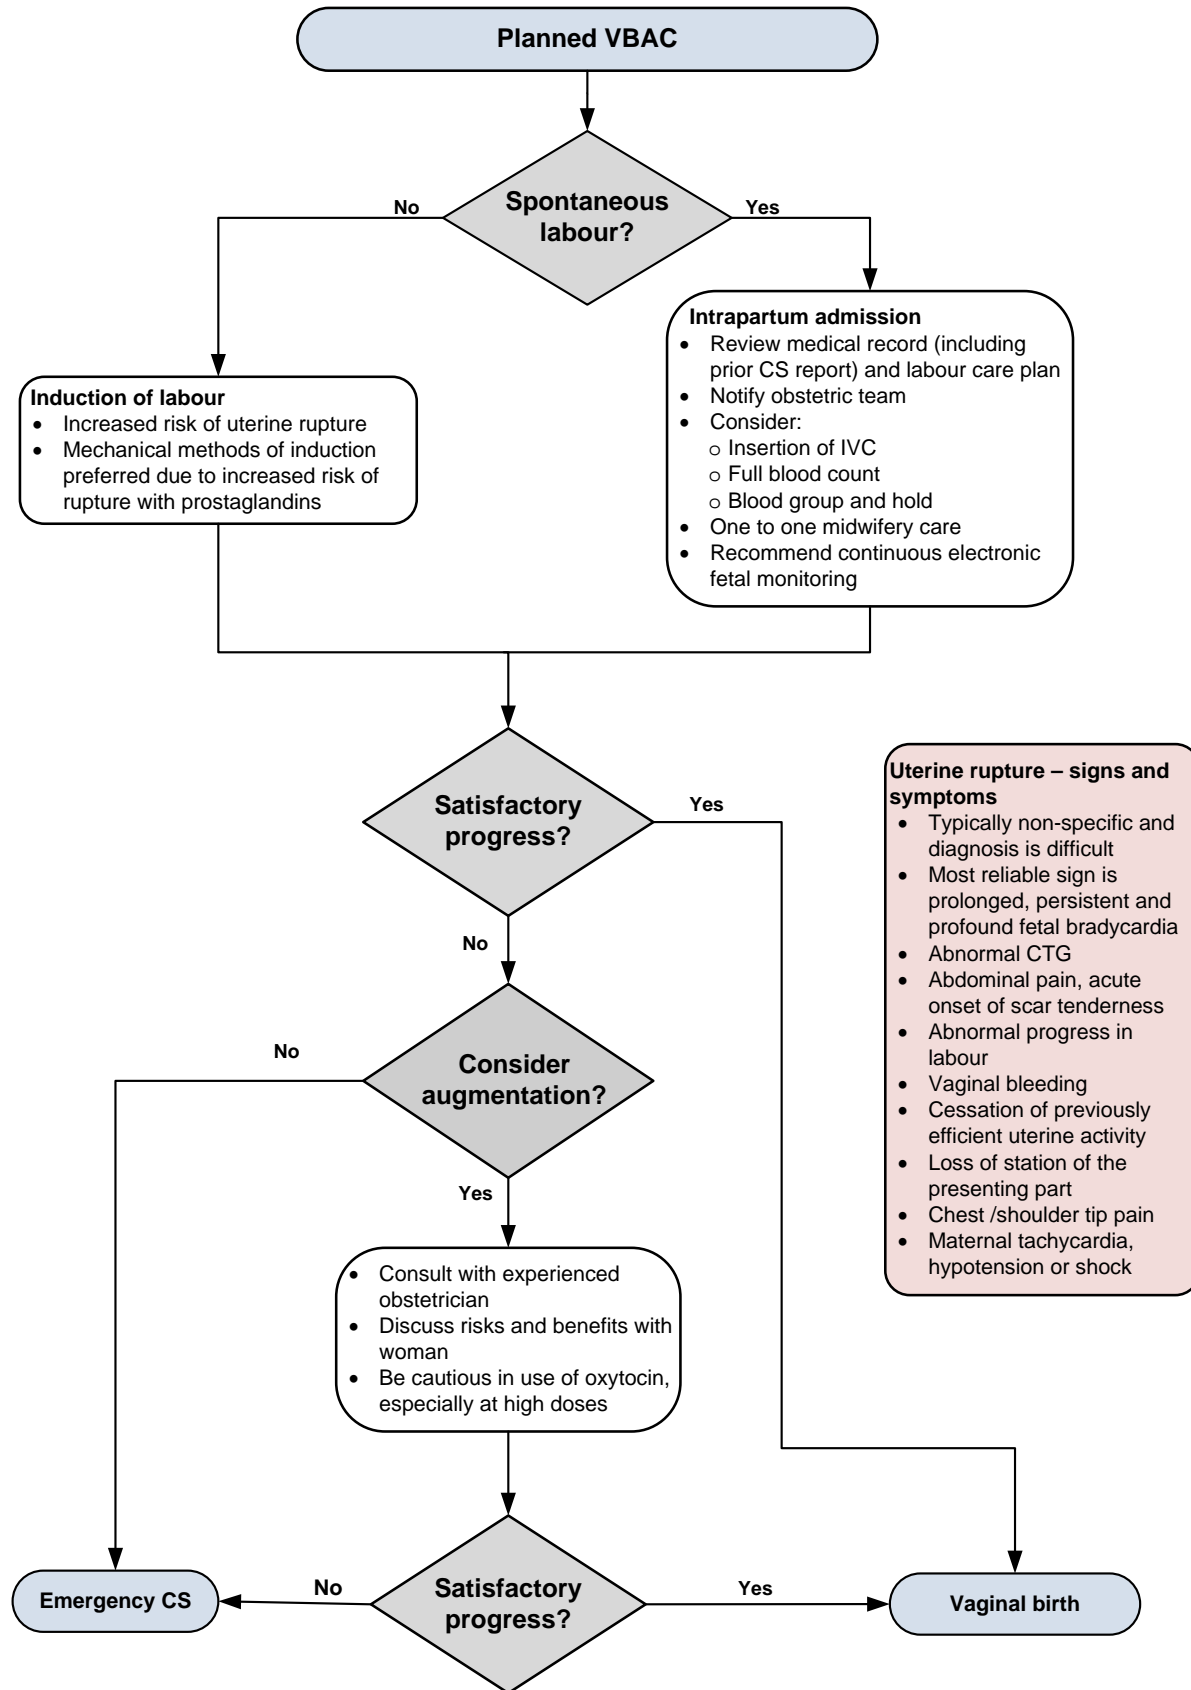 Planned VBAC
Spontaneous
labour?
No
Yes
Induction of labour
• Increased risk of uterine rupture
• Mechanical methods of induction
preferred due to increased risk of
rupture with prostaglandins
Intrapartum admission
• Review medical record (including
prior CS report) and labour care plan
• Notify obstetric team
• Consider:
o Insertion of IVC
o Full blood count
o Blood group and hold
• One to one midwifery care
• Recommend continuous electronic
fetal monitoring
Satisfactory
progress?
Yes
No
Uterine rupture – signs and
symptoms
• Typically non-specific and
diagnosis is difficult
• Most reliable sign is
prolonged, persistent and
profound fetal bradycardia
• Abnormal CTG
• Abdominal pain, acute
onset of scar tenderness
• Abnormal progress in
labour
• Vaginal bleeding
• Cessation of previously
efficient uterine activity
• Loss of station of the
presenting part
• Chest /shoulder tip pain
• Maternal tachycardia,
hypotension or shock
Consider
augmentation?
No
Yes
• Consult with experienced
obstetrician
• Discuss risks and benefits with
woman
• Be cautious in use of oxytocin,
especially at high doses
Satisfactory
progress?
No
Yes
Emergency CS
Vaginal birth